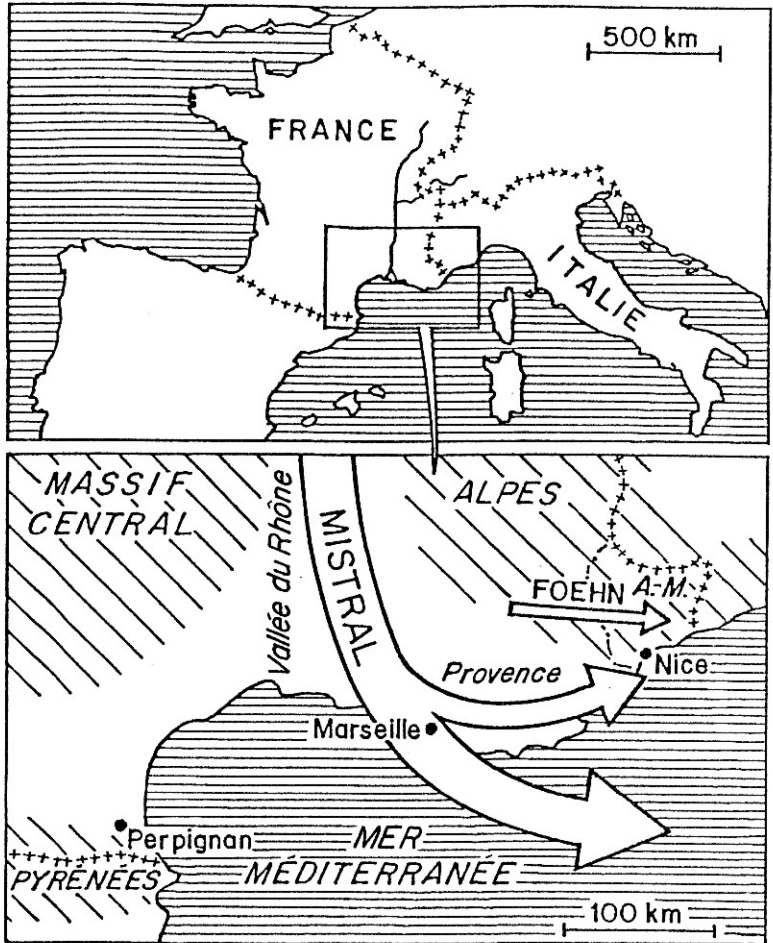 500 km
FRANCE
ITALIE
MASSIF
CENTRAL
Vallée du Rhône
MISTRAL
ALPES
FOEHN
A.-M.
Nice
Provence
Marseille
Perpignan
PYRÉNÉES
MER
MÉDITERRANÉE
100 km